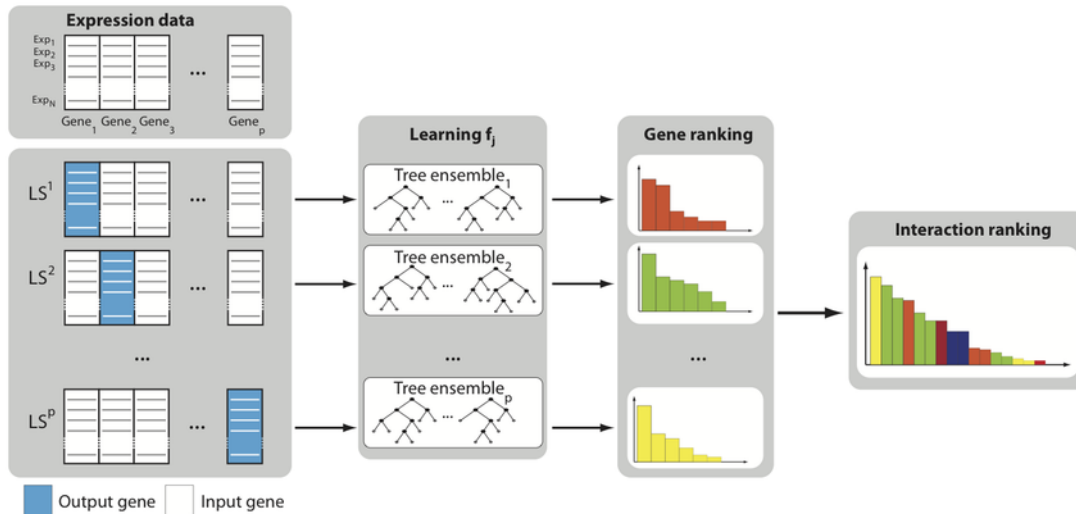 Expression data
Exp1
Exp2
Exp3
...
ExpN
Gene1 Gene2 Gene3 Genep
Learning fj
Gene ranking
LS1
...
Tree ensemble1
...
Interaction ranking
LS2
...
Tree ensemble2
...
...
...
...
LSp
...
Tree ensemblep
...
Output gene
Input gene